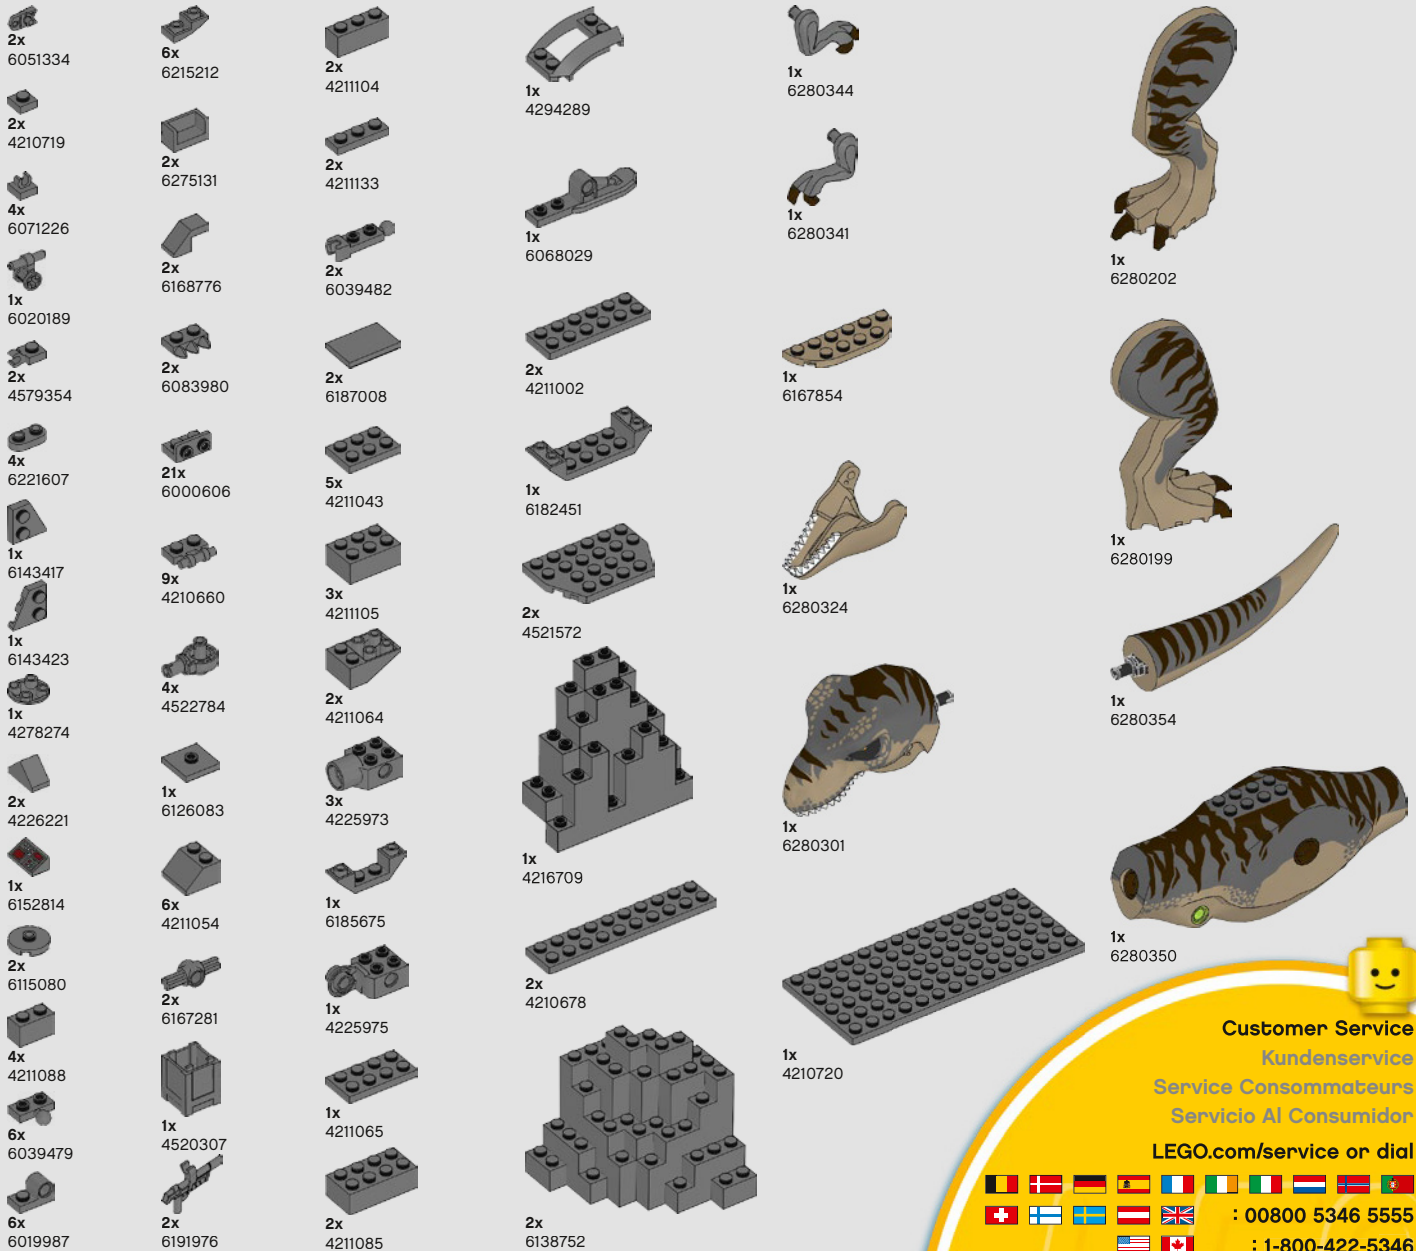 2x
6051334
2x
4210719
4x
6071226
1x
6020189
2x
4579354
4x
6221607
1x
6143417
1x
6143423
1x
4278274
2x
4226221
1x
6152814
2x
6115080
4x
4211088
6x
6039479
6x
6019987
6x
6215212
2x
6275131
2x
6168776
2x
6083980
21x
6000606
9x
4210660
4x
4522784
1x
6126083
6x
4211054
2x
6167281
1x
4520307
2x
6191976
2x
4211104
2x
4211133
2x
6039482
2x
6187008
5x
4211043
3x
4211105
2x
4211064
3x
4225973
1x
6185675
1x
4225975
1x
4211065
2x
4211085
1x
4294289
1x
6068029
2x
4211002
1x
6182451
2x
4521572
1x
4216709
2x
4210678
2x
6138752
1x
6280344
1x
6280341
1x
6167854
1x
6280324
1x
6280301
1x
4210720
1x
6280202
1x
6280199
1x
6280354
1x
6280350
Customer Service
Kundenservice
Service Consommateurs
Servicio Al Consumidor
LEGO.com/service or dial
: 00800 5346 5555
: 1-800-422-5346